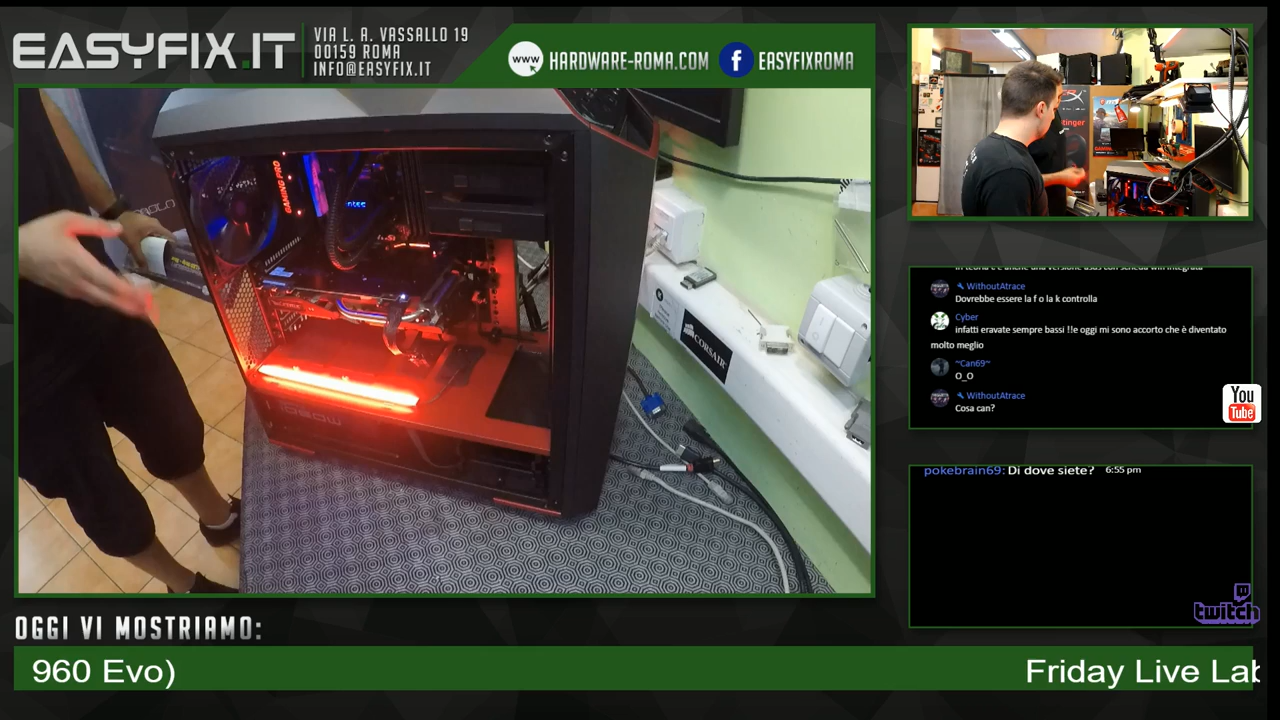 EASYFIX.IT
VIA L. A. VASSALLO 19
00159 ROMA
INFO@EASYFIX.IT
WWW
HARDWARE-ROMA.COM
f
EASYFIXROMA
GAMING PRO
CORSAIR
WithoutAtrace
Dovrebbe essere la f o la k controlla
Cyber
infatti eravate sempre bassi !!e oggi mi sono accorto che è diventato
molto meglio
~Can69~
O_O
WithoutAtrace
Cosa can?
You
Tube
pokebrain69: Di dove siete? 6:55 pm
twitch
OGGI VI MOSTRIAMO:
960 Evo)
Friday Live Lab